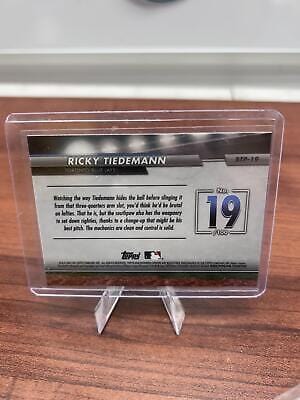 RICKY TIEDEMANN
TORONTO BLUE JAYS
BTP-19
Watching the way Tiedemann hides the ball before slinging it
from that three-quarters arm slot, you'd think he'd be brutal
on lefties. That he is, but the southpaw also has the weaponry
to set down righties, thanks to a change-up that might be his
best pitch. The mechanics are clean and control is solid.
No.
19
/100
Topps